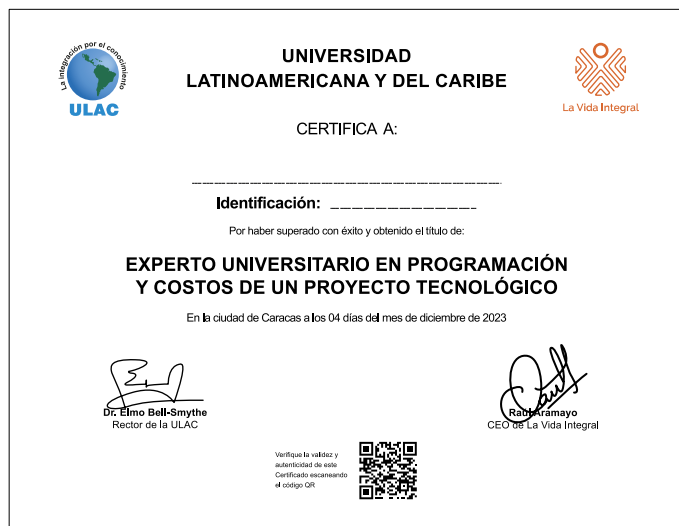 La integración por el conocimiento
ULAC
UNIVERSIDAD
LATINOAMERICANA Y DEL CARIBE
La Vida Integral
CERTIFICA A:
Identificación:
Por haber superado con éxito y obtenido el título de:
EXPERTO UNIVERSITARIO EN PROGRAMACIÓN
Y COSTOS DE UN PROYECTO TECNOLÓGICO
En la ciudad de Caracas a los 04 días del mes de diciembre de 2023
Dr. Elmo Bell-Smythe
Rector de la ULAC
Raúl Aramayo
CEO de La Vida Integral
Verifique la validez y
autenticidad de este
Certificado escaneando
el código QR